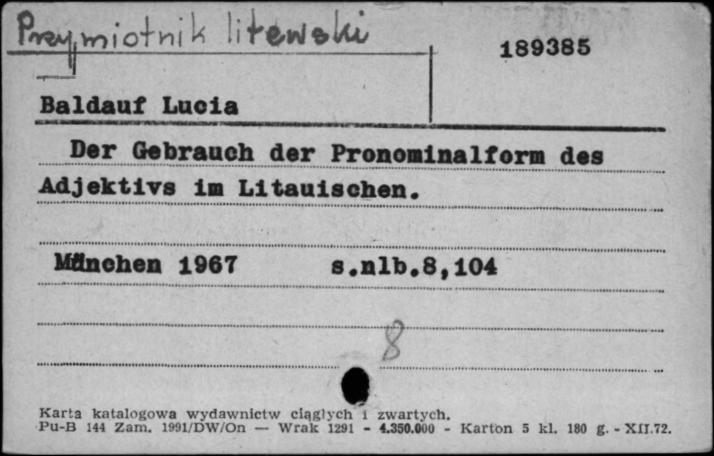 Przymiotnik litewski
189385
Baldauf Lucia
Der Gebrauch der Pronominalform des
Adjektivs im Litauischen.
München 1967 s.nlb.8,104
8
Karta katalogowa wydawnictw ciągłych i zwartych.
Pu-B 144 Zam. 1991/DW/On — Wrak 1291 - 4.350.000 - Karton 5 kl. 180 g. - XII.72.